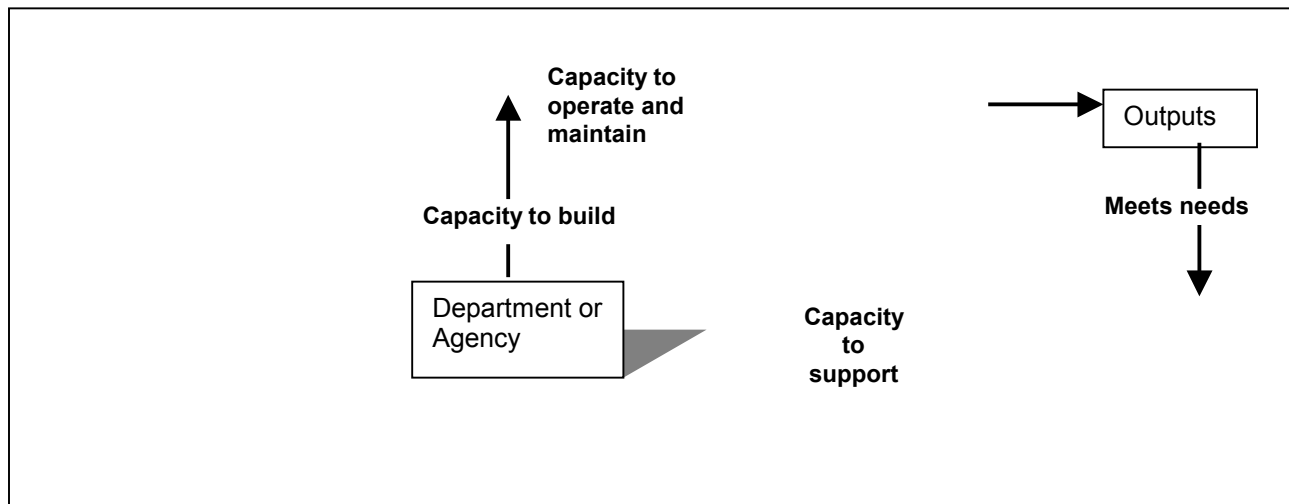 Capacity to
operate and
maintain
Outputs
Capacity to build
Meets needs
Department or
Agency
Capacity
to
support